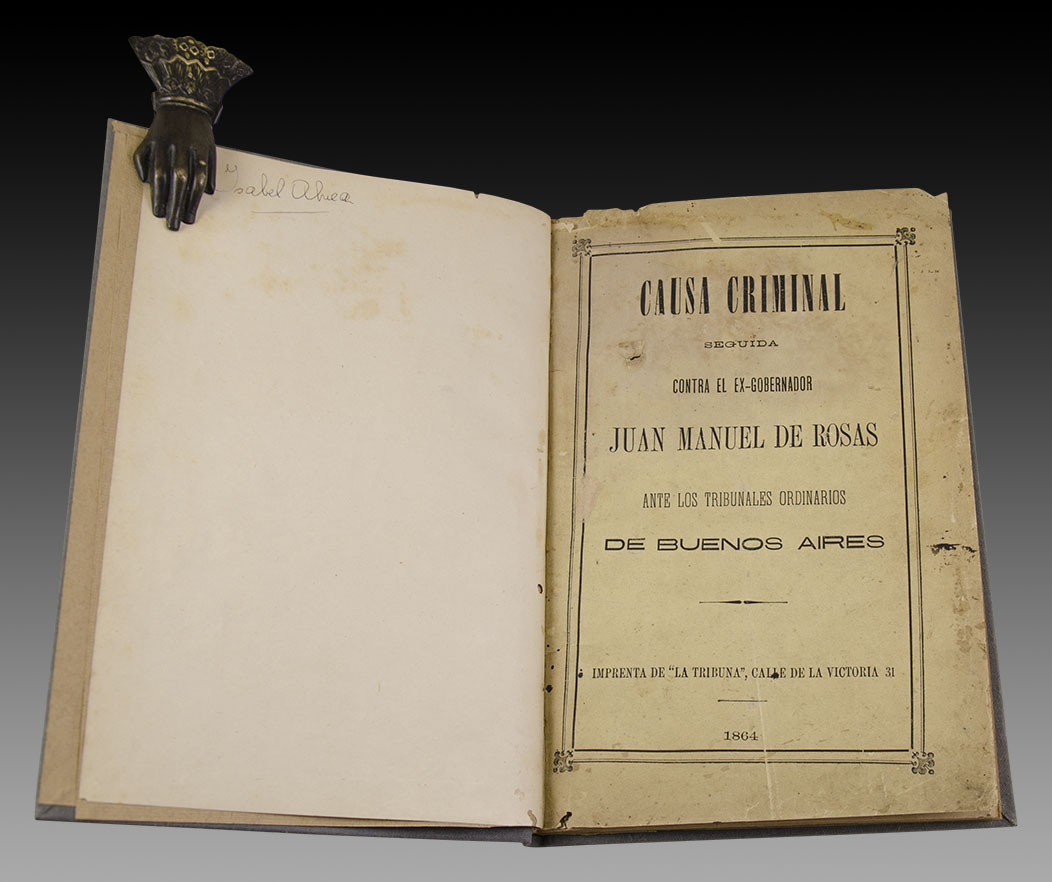 Ysabel
CAUSA CRIMINAL
SEGUIDA
CONTRA EL EX-GOBERNADOR
JUAN MANUEL DE ROSAS
ANTE LOS TRIBUNALES ORDINARIOS
DE BUENOS AIRES
IMPRENTA DE "LA TRIBUNA", CALLE DE LA VICTORIA 31
1864